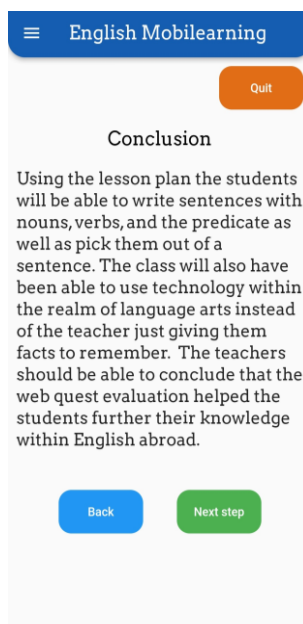 English Mobilearning
Quit
Conclusion
Using the lesson plan the students
will be able to write sentences with
nouns, verbs, and the predicate as
well as pick them out of a
sentence. The class will also have
been able to use technology within
the realm of language arts instead
of the teacher just giving them
facts to remember.  The teachers
should be able to conclude that the
web quest evaluation helped the
students further their knowledge
within English abroad.
Back
Next step